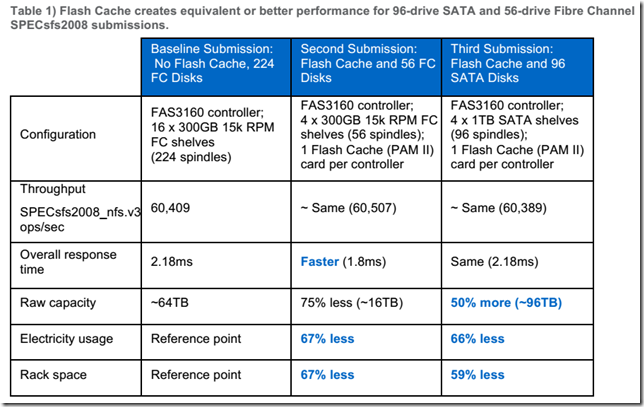 Table 1) Flash Cache creates equivalent or better performance for 96-drive SATA and 56-drive Fibre Channel
SPECsfs2008 submissions.
Baseline Submission:
No Flash Cache, 224
FC Disks
Second Submission:
Flash Cache and 56 FC
Disks
Third Submission:
Flash Cache and 96
SATA Disks
Configuration
FAS3160 controller;
16 x 300GB 15k RPM
FC shelves
(224 spindles)
FAS3160 controller;
4 x 300GB 15k RPM FC
shelves (56 spindles);
1 Flash Cache (PAM II)
card per controller
FAS3160 controller;
4 x 1TB SATA shelves
(96 spindles);
1 Flash Cache (PAM II)
card per controller
Throughput
SPECsfs2008_nfs.v3
ops/sec
60,409
~ Same (60,507)
~ Same (60,389)
Overall response
time
2.18ms
Faster (1.8ms)
Same (2.18ms)
Raw capacity
~64TB
75% less (~16TB)
50% more (~96TB)
Electricity usage
Reference point
67% less
66% less
Rack space
Reference point
67% less
59% less